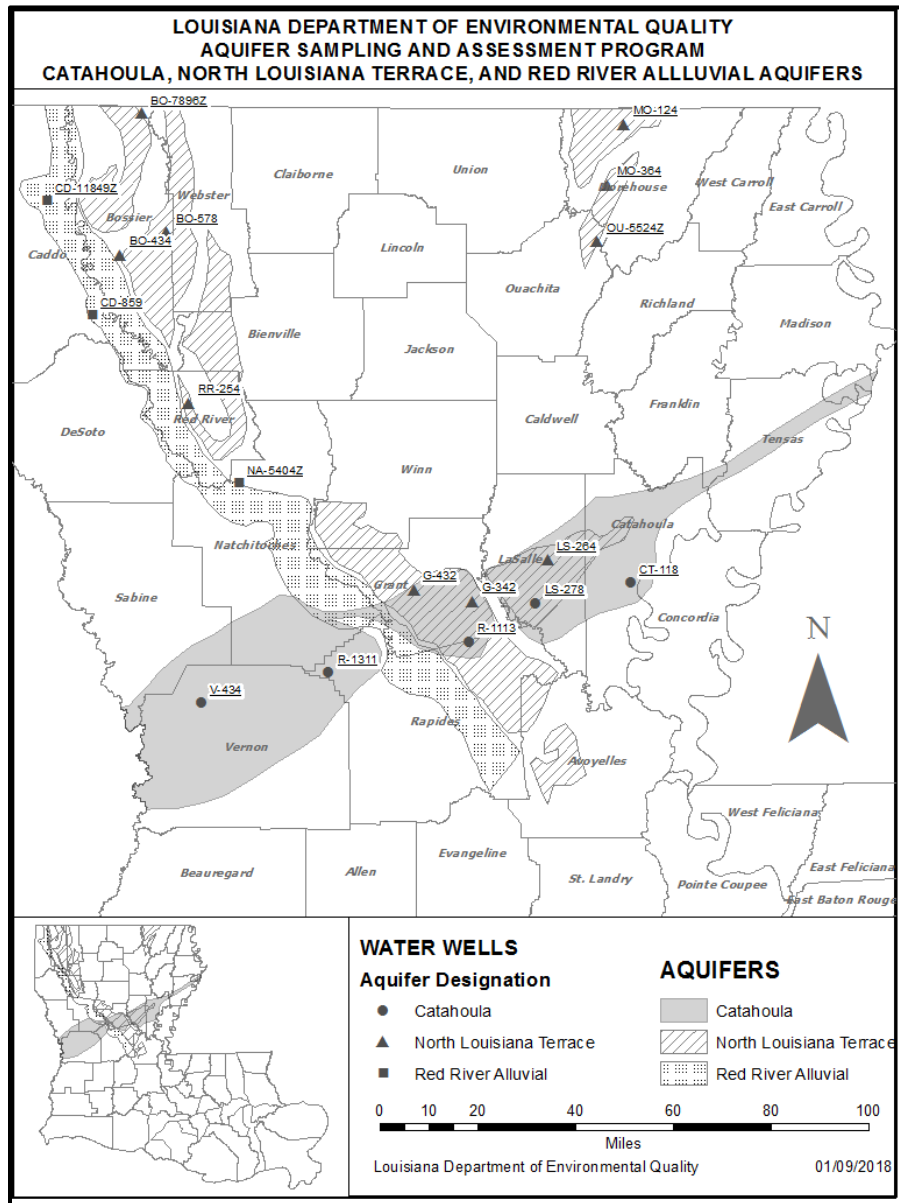 LOUISIANA DEPARTMENT OF ENVIRONMENTAL QUALITY
AQUIFER SAMPLING AND ASSESSMENT PROGRAM
CATAHOULA, NORTH LOUISIANA TERRACE, AND RED RIVER ALLLUVIAL AQUIFERS
BO-7896Z
MO-124
Claiborne
Union
MO-364
Morehouse
West Carroll
CD-11849Z
Webster
East Carroll
Bossier
BO-578
BO-434
OU-5524Z
Caddo
Lincoln
Ouachita
CD-859
Richland
Madison
Bienville
Jackson
RR-254
Red River
Caldwell
Franklin
DeSoto
Tensas
Winn
NA-5404Z
Catahoula
Natchitoches
LaSalle
LS-264
Grant
G-432
CT-118
G-342
LS-278
Sabine
Concordia
N
R-1113
R-1311
V-434
Rapides
Vernon
Avoyelles
West Feliciana
Evangeline
East Feliciana
Beauregard
Allen
St. Landry
Pointe Coupee
East Baton Rouge
WATER WELLS
Aquifer Designation
Catahoula
North Louisiana Terrace
Red River Alluvial
AQUIFERS
Catahoula
North Louisiana Terrace
Red River Alluvial
0 10 20 40 60 80 100
Miles
Louisiana Department of Environmental Quality 01/09/2018